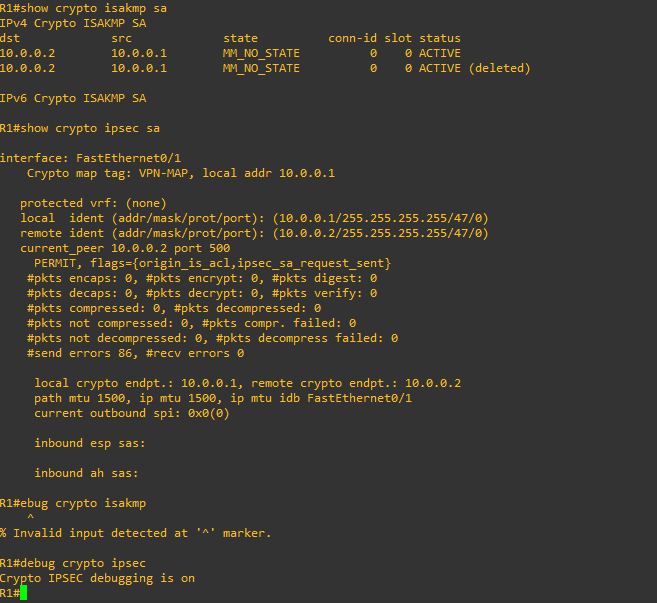 R1#show crypto isakmp sa
IPv4 Crypto ISAKMP SA
dst             src             state          conn-id slot status
10.0.0.2        10.0.0.1        MM_NO_STATE          0    0 ACTIVE
10.0.0.2        10.0.0.1        MM_NO_STATE          0    0 ACTIVE (deleted)
IPv6 Crypto ISAKMP SA
R1#show crypto ipsec sa
interface: FastEthernet0/1
    Crypto map tag: VPN-MAP, local addr 10.0.0.1
   protected vrf: (none)
   local  ident (addr/mask/prot/port): (10.0.0.1/255.255.255.255/47/0)
   remote ident (addr/mask/prot/port): (10.0.0.2/255.255.255.255/47/0)
   current_peer 10.0.0.2 port 500
     PERMIT, flags={origin_is_acl,ipsec_sa_request_sent}
    #pkts encaps: 0, #pkts encrypt: 0, #pkts digest: 0
    #pkts decaps: 0, #pkts decrypt: 0, #pkts verify: 0
    #pkts compressed: 0, #pkts decompressed: 0
    #pkts not compressed: 0, #pkts compr. failed: 0
    #pkts not decompressed: 0, #pkts decompress failed: 0
    #send errors 86, #recv errors 0
     local crypto endpt.: 10.0.0.1, remote crypto endpt.: 10.0.0.2
     path mtu 1500, ip mtu 1500, ip mtu idb FastEthernet0/1
     current outbound spi: 0x0(0)
     inbound esp sas:
     inbound ah sas:
R1#ebug crypto isakmp
    ^
% Invalid input detected at '^' marker.
R1#debug crypto ipsec
Crypto IPSEC debugging is on
R1#